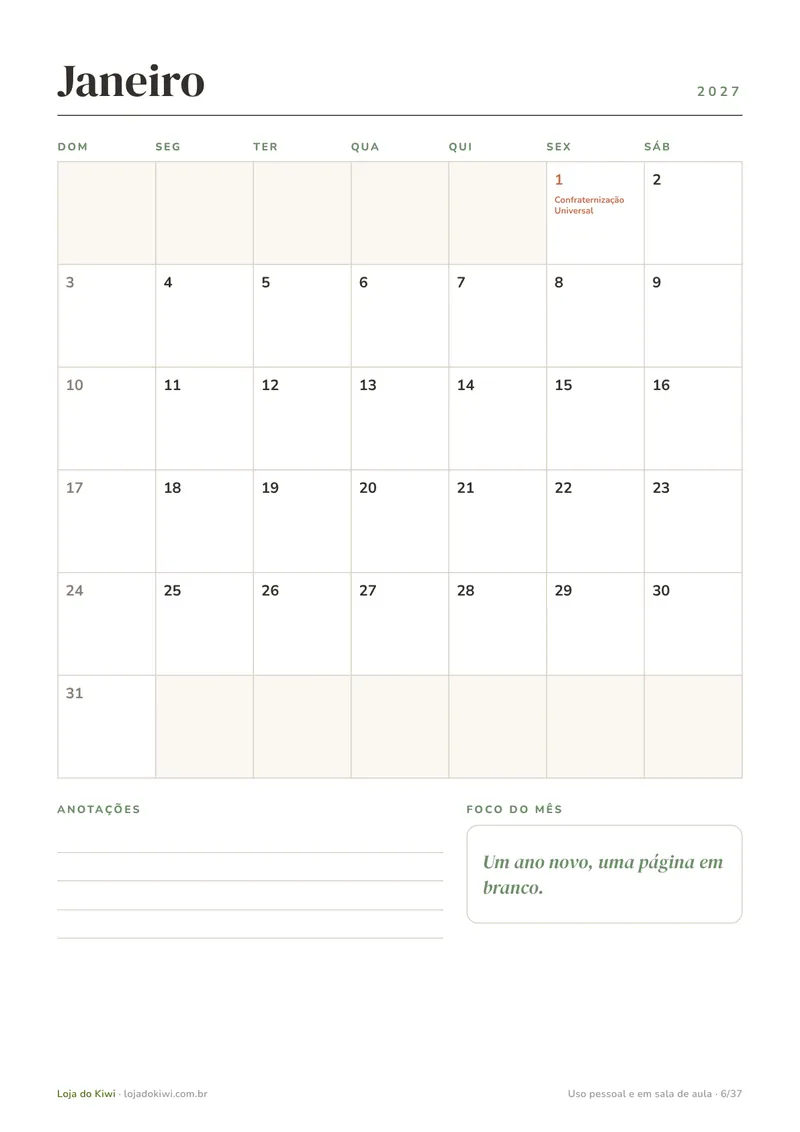 Janeiro
2027
DOM SEG TER QUA QUI SEX SÁB
1 2
Confraternização
Universal
3 4 5 6 7 8 9
10 11 12 13 14 15 16
17 18 19 20 21 22 23
24 25 26 27 28 29 30
31
ANOTAÇÕES
FOCO DO MÊS
Um ano novo, uma página em
branco.
Loja do Kiwi · lojadokiwi.com.br
Uso pessoal e em sala de aula · 6/37